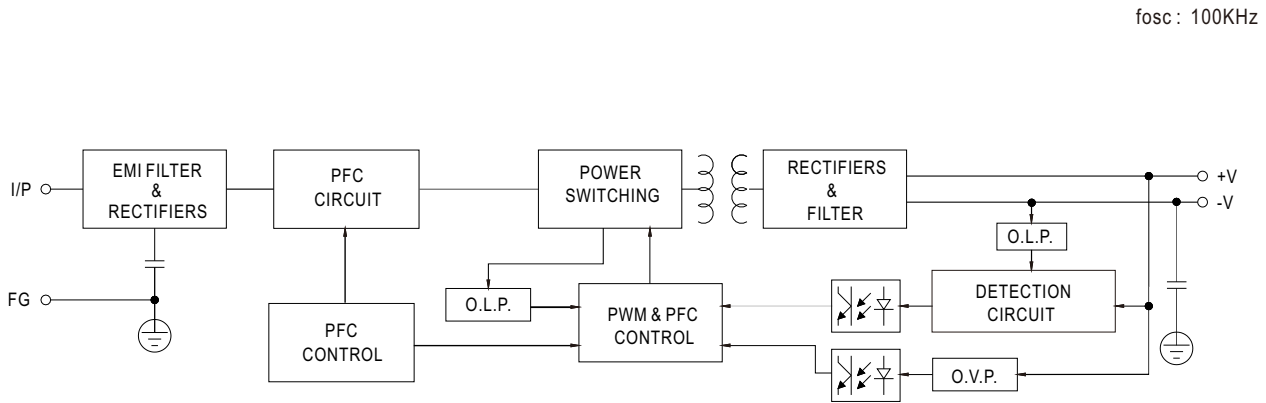 fosc : 100KHz
I/P
EMI FILTER
&
RECTIFIERS
PFC
CIRCUIT
POWER
SWITCHING
RECTIFIERS
&
FILTER
+V
-V
O.L.P.
FG
O.L.P.
PFC
CONTROL
PWM & PFC
CONTROL
DETECTION
CIRCUIT
O.V.P.